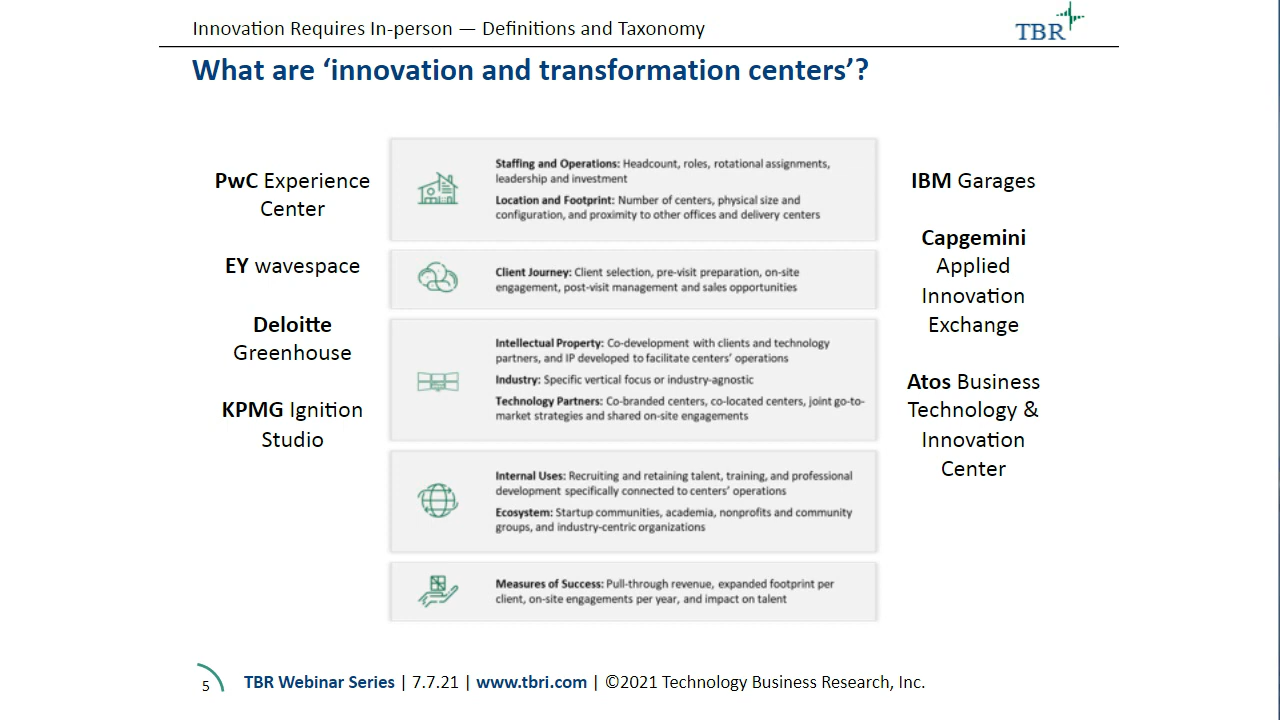 Innovation Requires In-person — Definitions and Taxonomy
TBR
What are ‘innovation and transformation centers’?
PwC Experience
Center
EY wavespace
Deloitte
Greenhouse
KPMG Ignition
Studio
Staffing and Operations: Headcount, roles, rotational assignments,
leadership and investment
Location and Footprint: Number of centers, physical size and
configuration, and proximity to other offices and delivery centers
Client Journey: Client selection, pre-visit preparation, on-site
engagement, post-visit management and sales opportunities
Intellectual Property: Co-development with clients and technology
partners, and IP developed to facilitate centers’ operations
Industry: Specific vertical focus or industry-agnostic
Technology Partners: Co-branded centers, co-located centers, joint go-to-
market strategies and shared on-site engagements
Internal Uses: Recruiting and retaining talent, training, and professional
development specifically connected to centers’ operations
Ecosystem: Startup communities, academia, nonprofits and community
groups, and industry-centric organizations
Measures of Success: Pull-through revenue, expanded footprint per
client, on-site engagements per year, and impact on talent
IBM Garages
Capgemini
Applied
Innovation
Exchange
Atos Business
Technology &
Innovation
Center
5
TBR Webinar Series | 7.7.21 | www.tbri.com | ©2021 Technology Business Research, Inc.